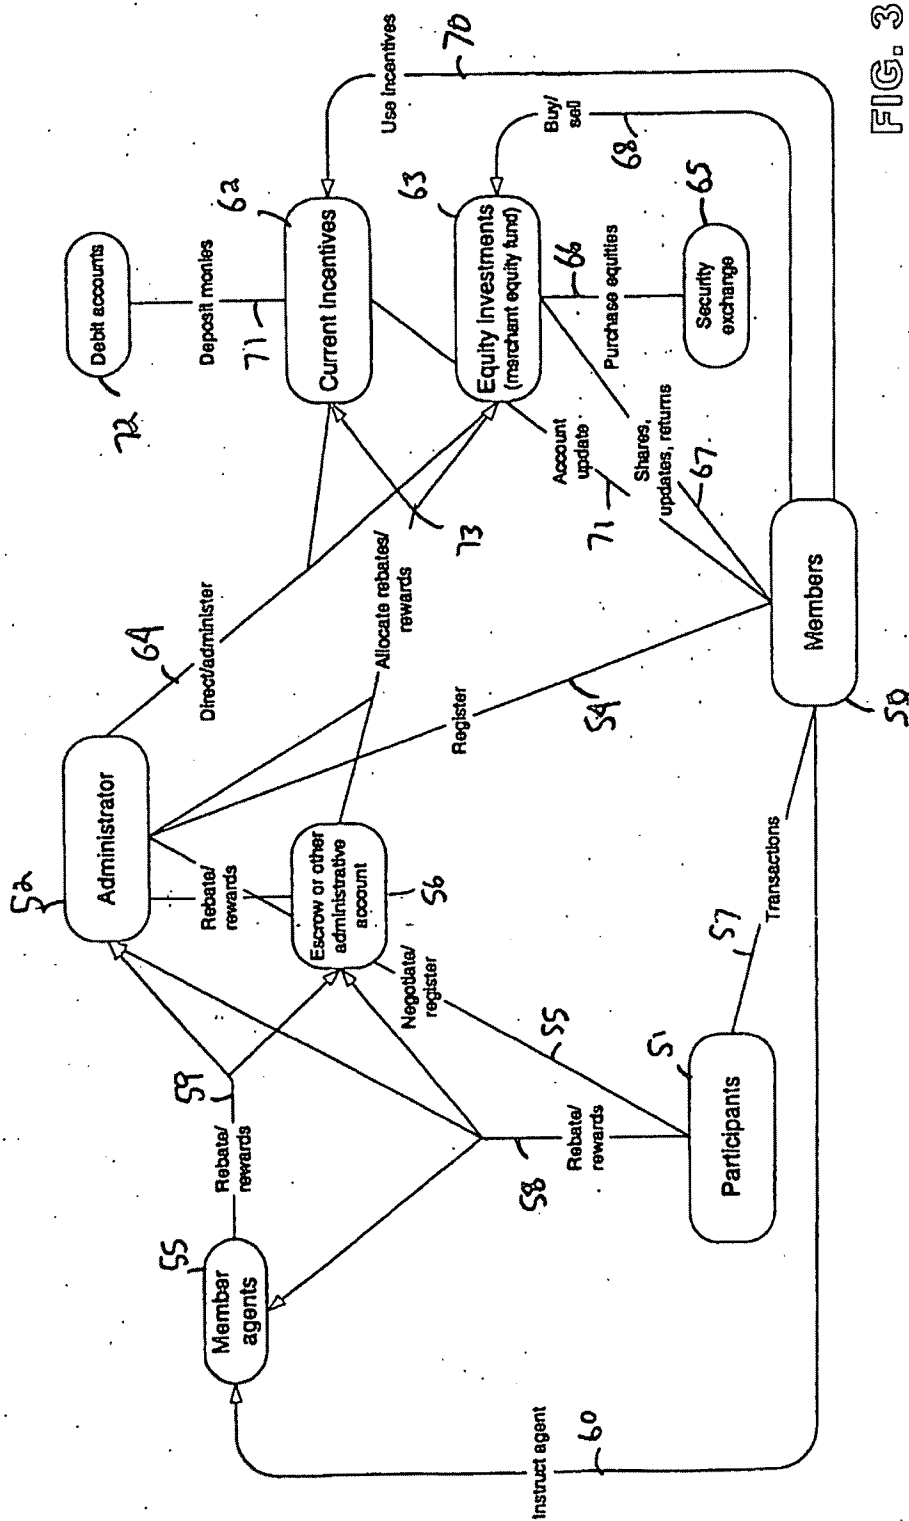 52
Administrator
64
Direct/administer
Debit accounts
72
Deposit monies
71
62
Current incentives
Use incentives
70
55
Member
agents
Rebate/
rewards
59
Rebate/
rewards
Escrow or other
administrative
account
56
Allocate rebates/
rewards
73
63
Equity investments
(merchant equity fund)
Buy/
sell
68
Negotiate/
register
55
Register
54
Account
update
71
Shares,
updates, returns
67
66
Purchase equities
65
Security
exchange
Instruct agent
60
58
Rebate/
rewards
51
Participants
57
Transactions
Members
50
FIG. 3